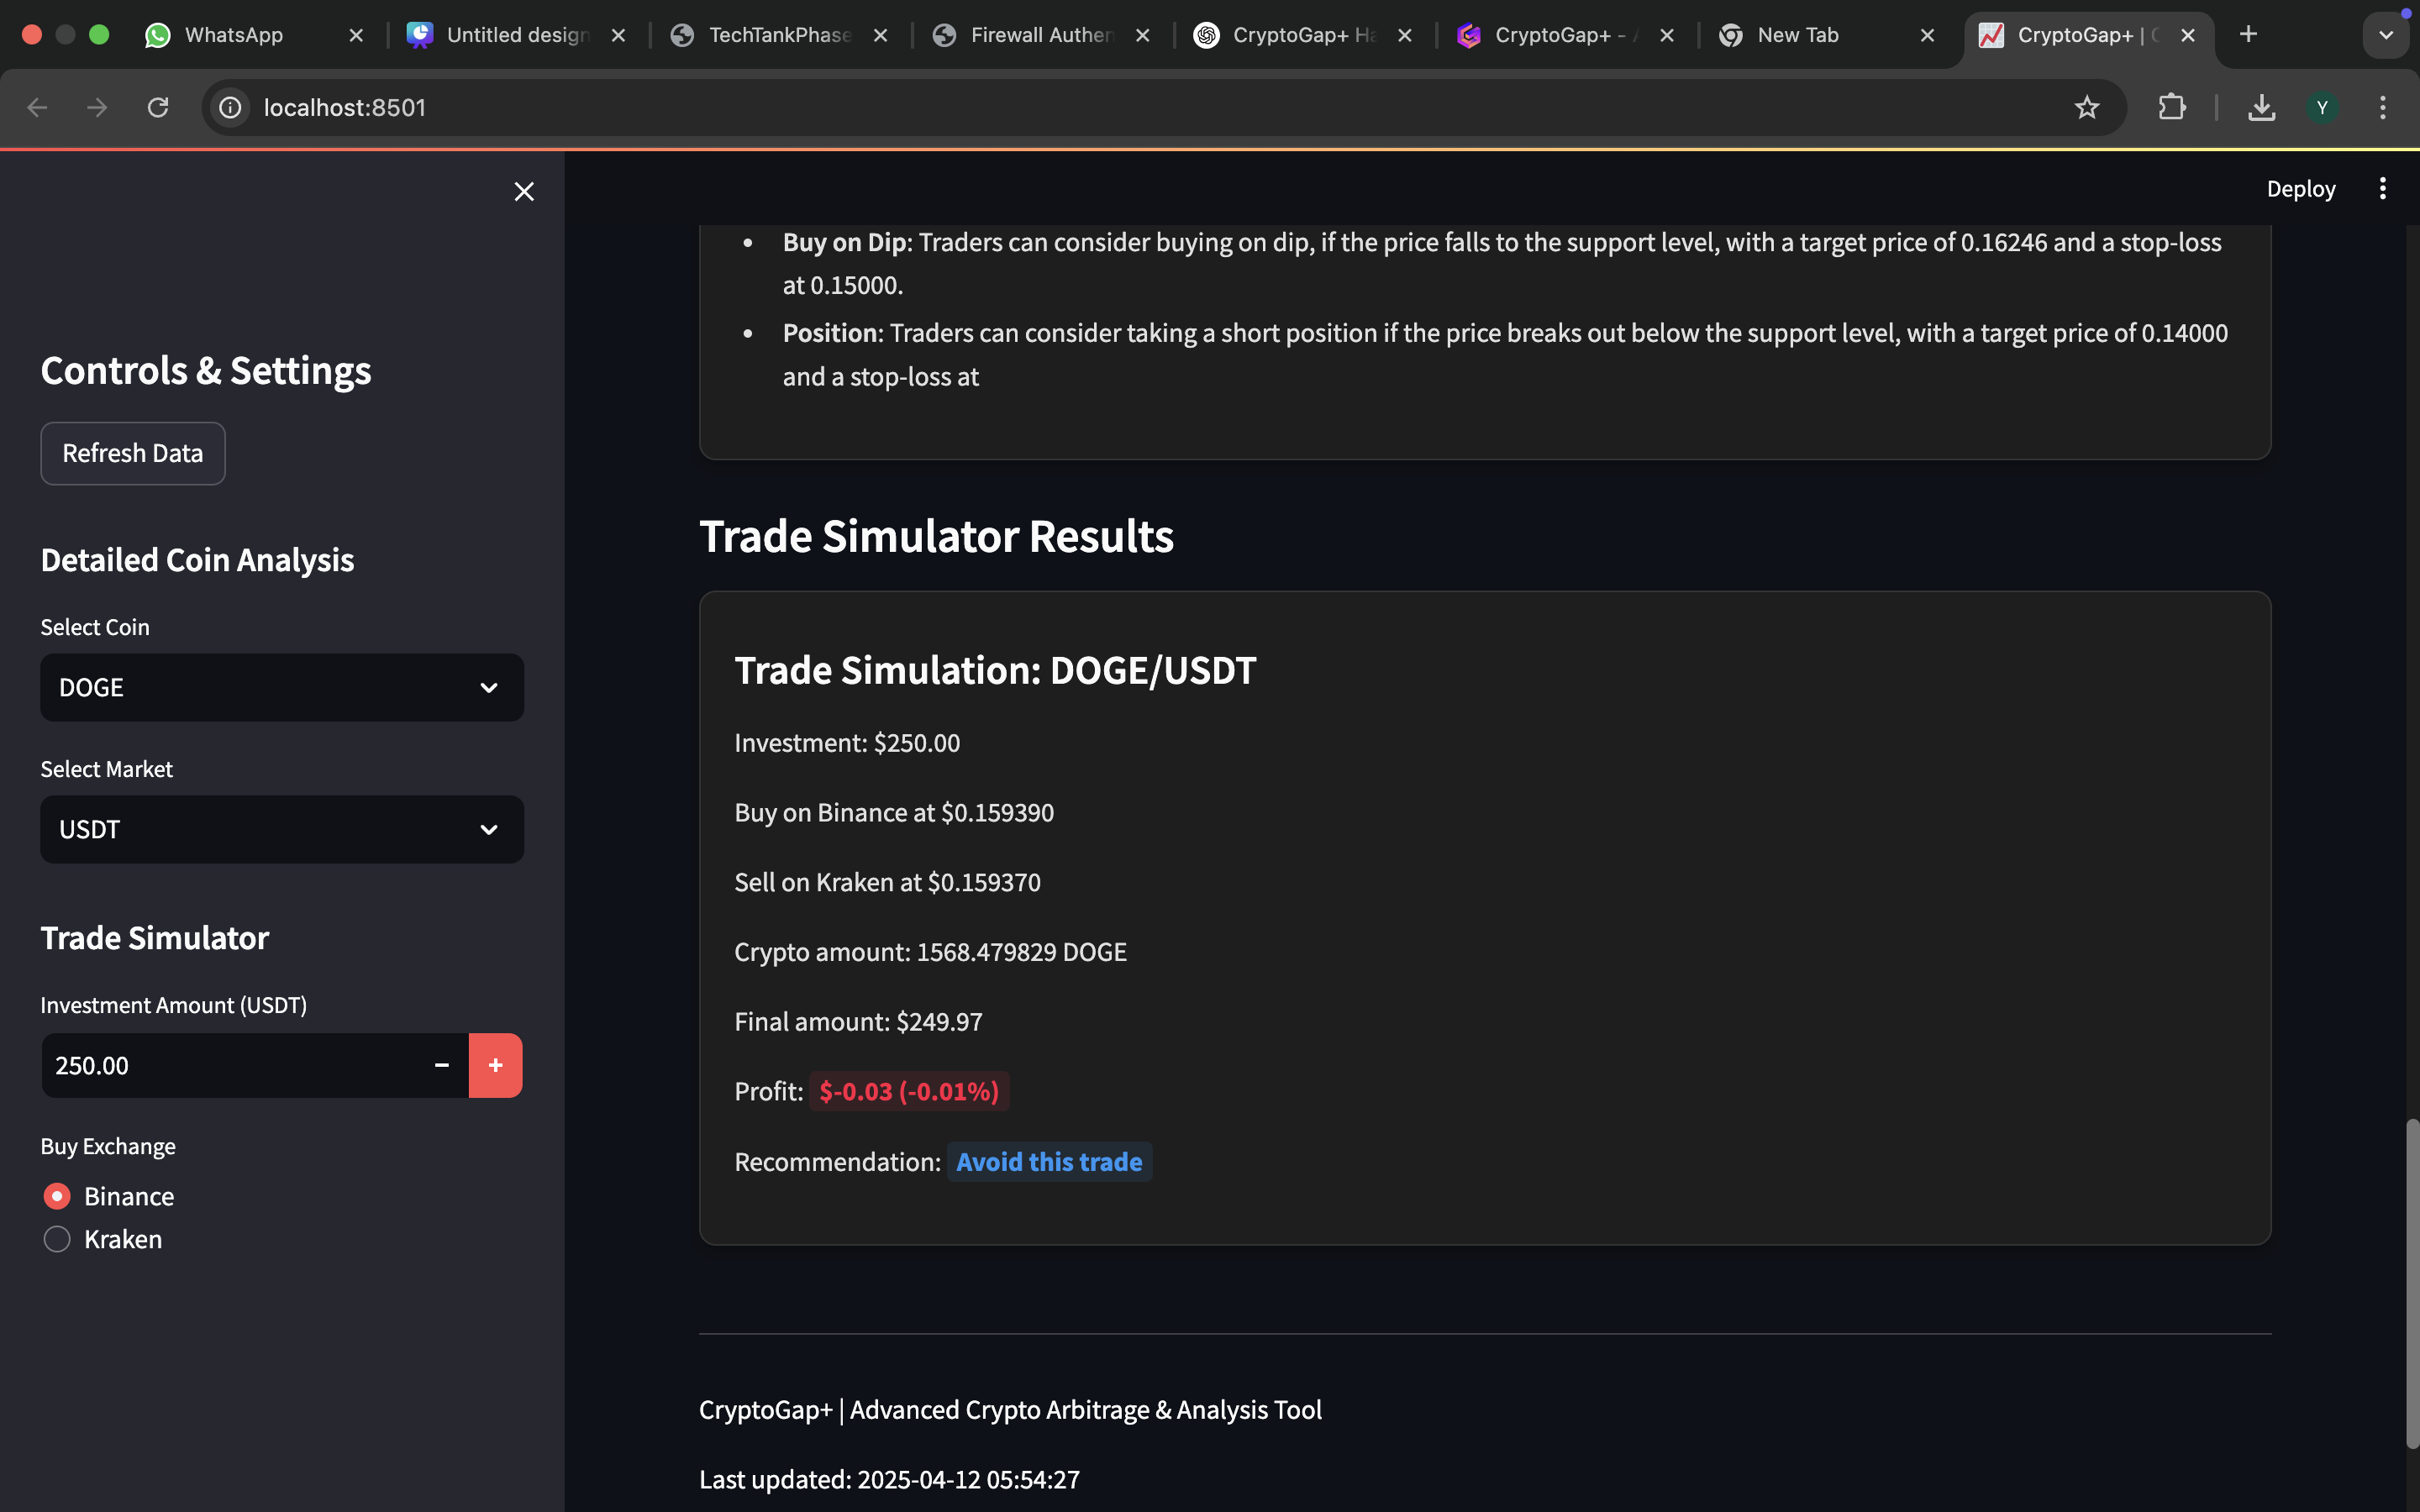 WhatsApp
Untitled design
TechTankPhase
Firewall Authen
CryptoGap+ Ha
CryptoGap+ - A
New Tab
CryptoGap+ | C
localhost:8501
Y
Deploy
Controls & Settings
Refresh Data
Detailed Coin Analysis
Select Coin
DOGE
Select Market
USDT
Trade Simulator
Investment Amount (USDT)
250.00
Buy Exchange
Binance
Kraken
• Buy on Dip: Traders can consider buying on dip, if the price falls to the support level, with a target price of 0.16246 and a stop-loss
at 0.15000.
• Position: Traders can consider taking a short position if the price breaks out below the support level, with a target price of 0.14000
and a stop-loss at
Trade Simulator Results
Trade Simulation: DOGE/USDT
Investment: $250.00
Buy on Binance at $0.159390
Sell on Kraken at $0.159370
Crypto amount: 1568.479829 DOGE
Final amount: $249.97
Profit: $-0.03 (-0.01%)
Recommendation: Avoid this trade
CryptoGap+ | Advanced Crypto Arbitrage & Analysis Tool
Last updated: 2025-04-12 05:54:27